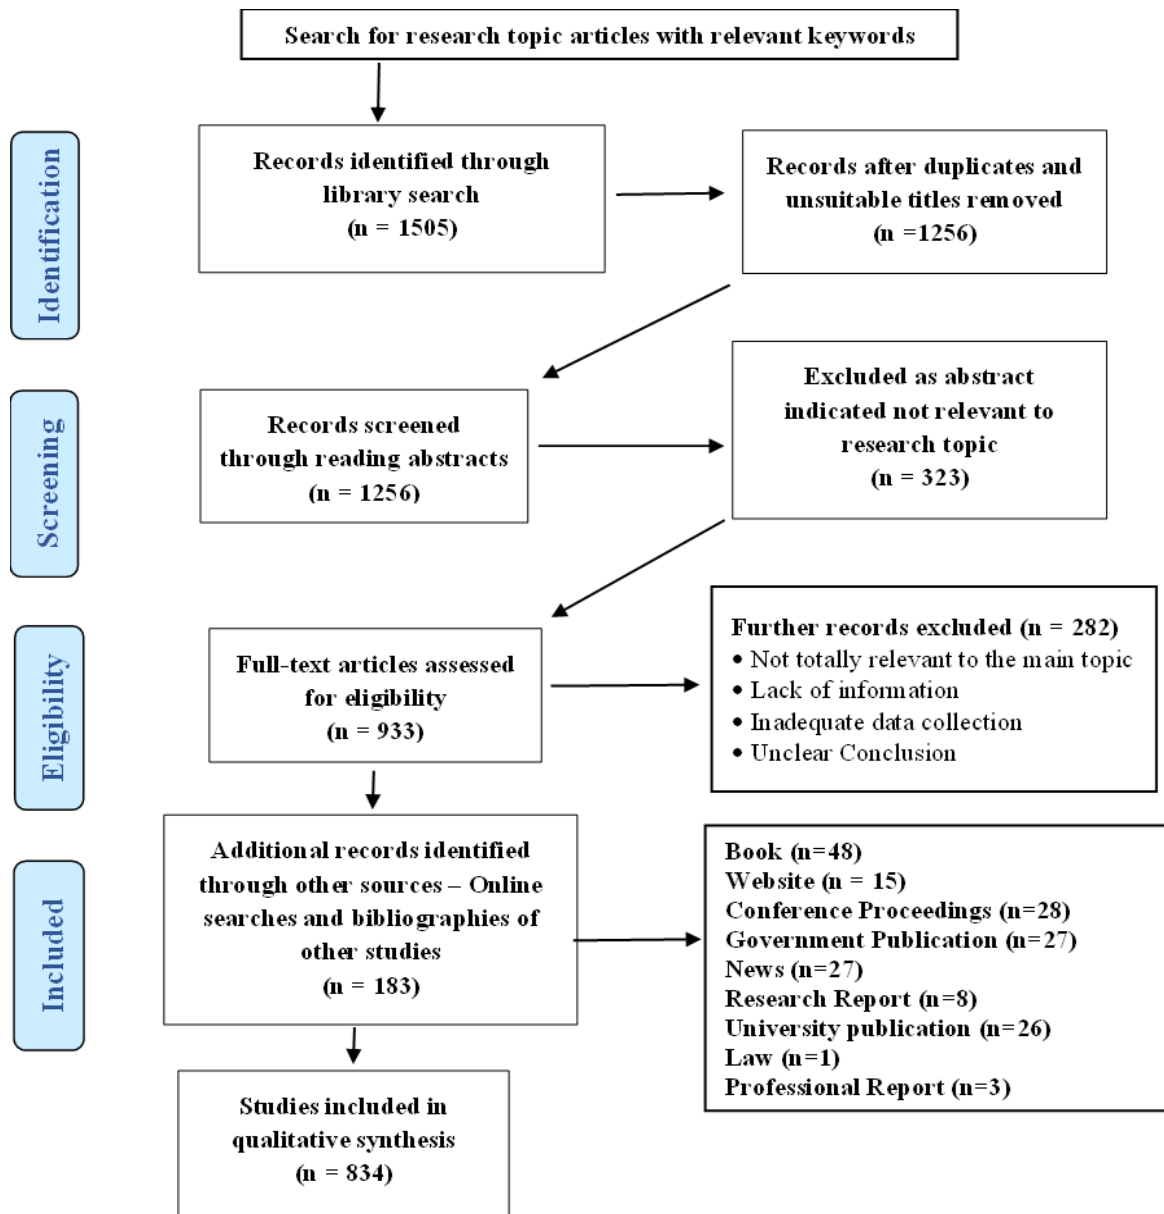 Search for research topic articles with relevant keywords
Identification
Records identified through
library search
(n = 1505)
Records after duplicates and
unsuitable titles removed
(n =1256)
Screening
Records screened
through reading abstracts
(n = 1256)
Excluded as abstract
indicated not relevant to
research topic
(n = 323)
Eligibility
Full-text articles assessed
for eligibility
(n = 933)
Further records excluded (n = 282)
• Not totally relevant to the main topic
• Lack of information
• Inadequate data collection
• Unclear Conclusion
Included
Additional records identified
through other sources – Online
searches and bibliographies of
other studies
(n = 183)
Book (n=48)
Website (n = 15)
Conference Proceedings (n=28)
Government Publication (n=27)
News (n=27)
Research Report (n=8)
University publication (n=26)
Law (n=1)
Professional Report (n=3)
Studies included in
qualitative synthesis
(n = 834)